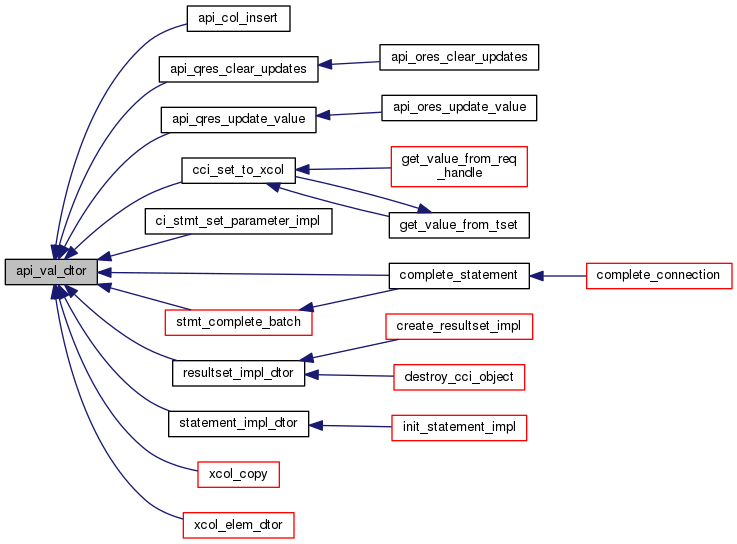 api_col_insert
api_qres_clear_updates
api_ores_clear_updates
api_qres_update_value
api_ores_update_value
cci_set_to_xcol
get_value_from_req
_handle
get_value_from_tset
ci_stmt_set_parameter_impl
api_val_dtor
complete_statement
complete_connection
stmt_complete_batch
create_resultset_impl
resultset_impl_dtor
destroy_cci_object
statement_impl_dtor
init_statement_impl
xcol_copy
xcol_elem_dtor